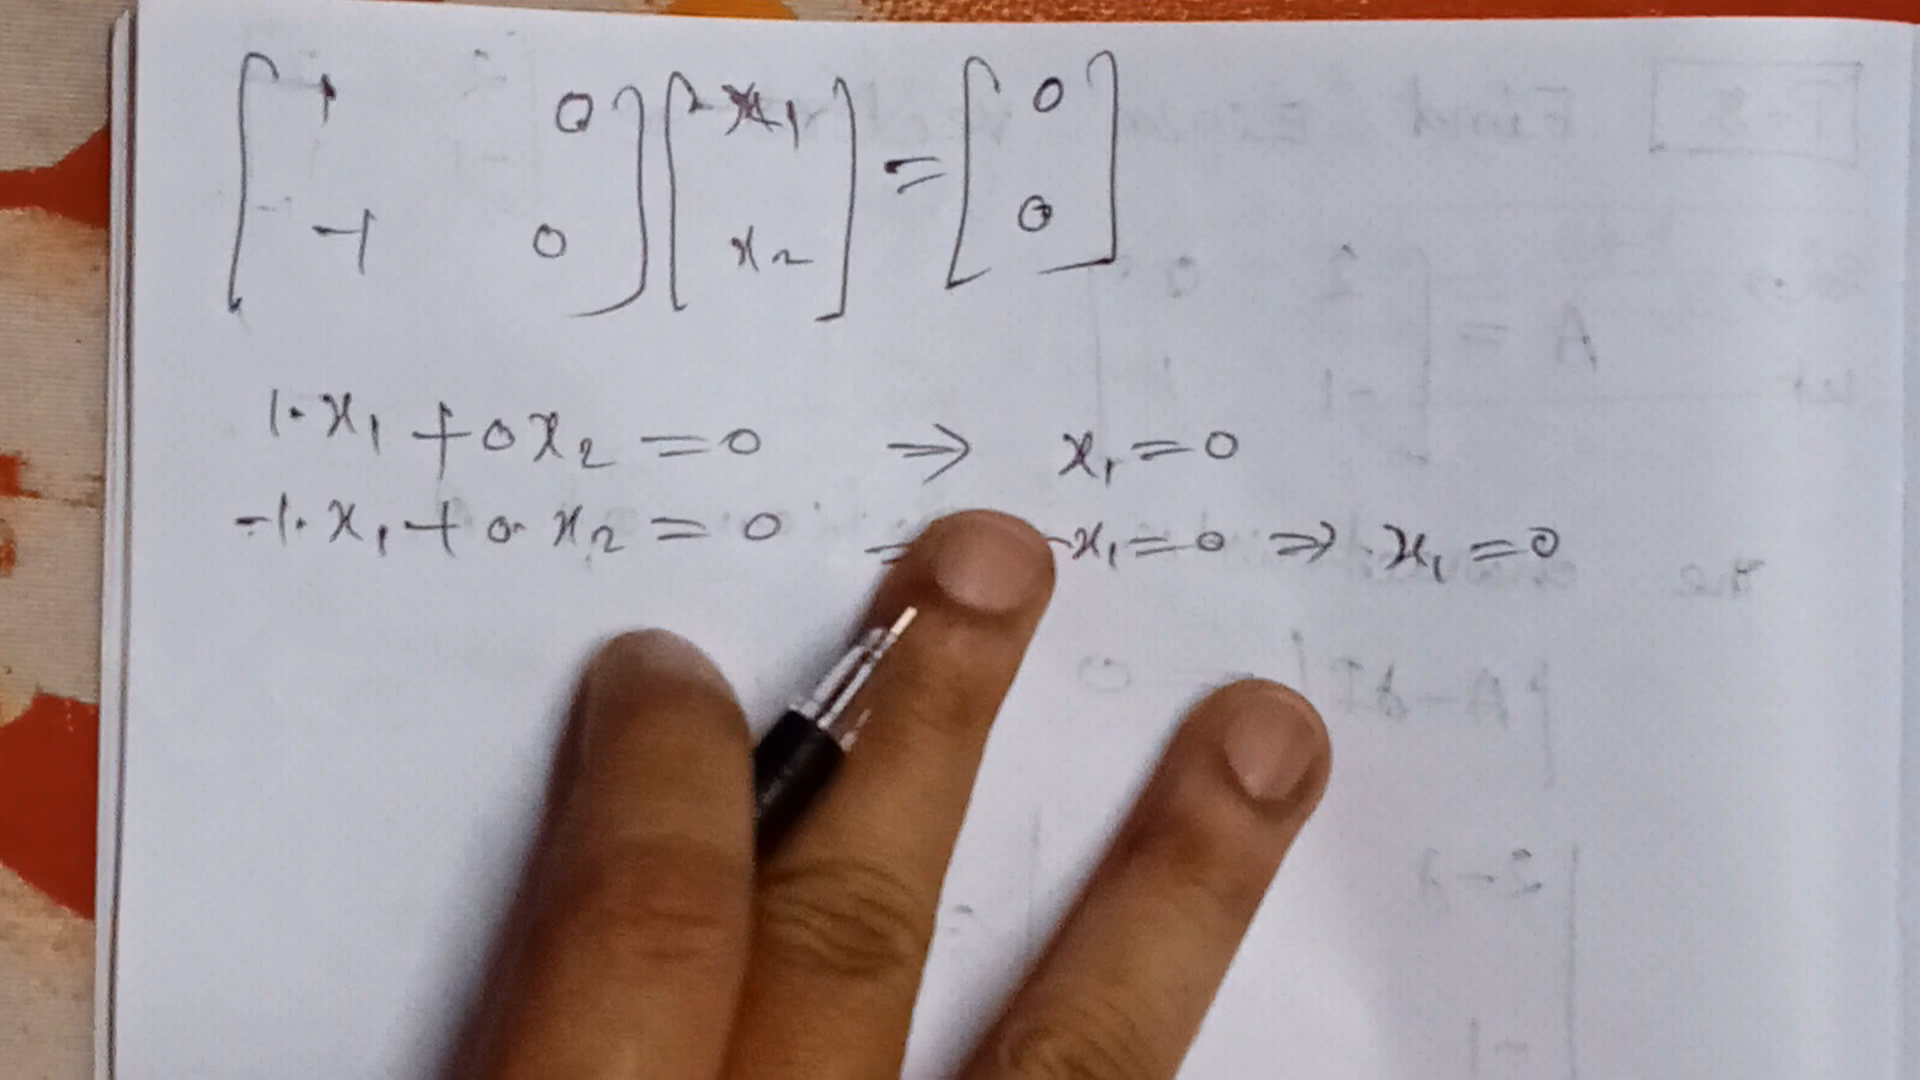 [1 0
-1 0] [x₁
x₂] = [0
0]
1·x₁ + 0x₂ = 0 ⇒ x₁ = 0
-1·x₁ + 0·x₂ = 0 = -x₁ = 0 ⇒ x₁ = 0